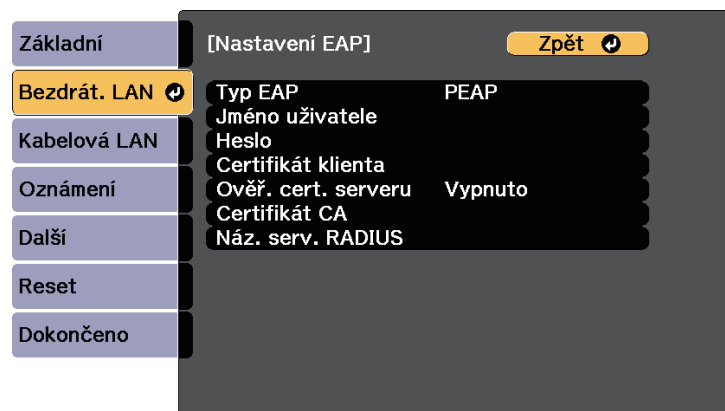 Základní
Bezdrát. LAN
Kabelová LAN
Oznámení
Další
Reset
Dokončeno
[Nastavení EAP]
Zpět
Typ EAP PEAP
Jméno uživatele
Heslo
Certifikát klienta
Ověř. cert. serveru Vypnuto
Certifikát CA
Náz. serv. RADIUS